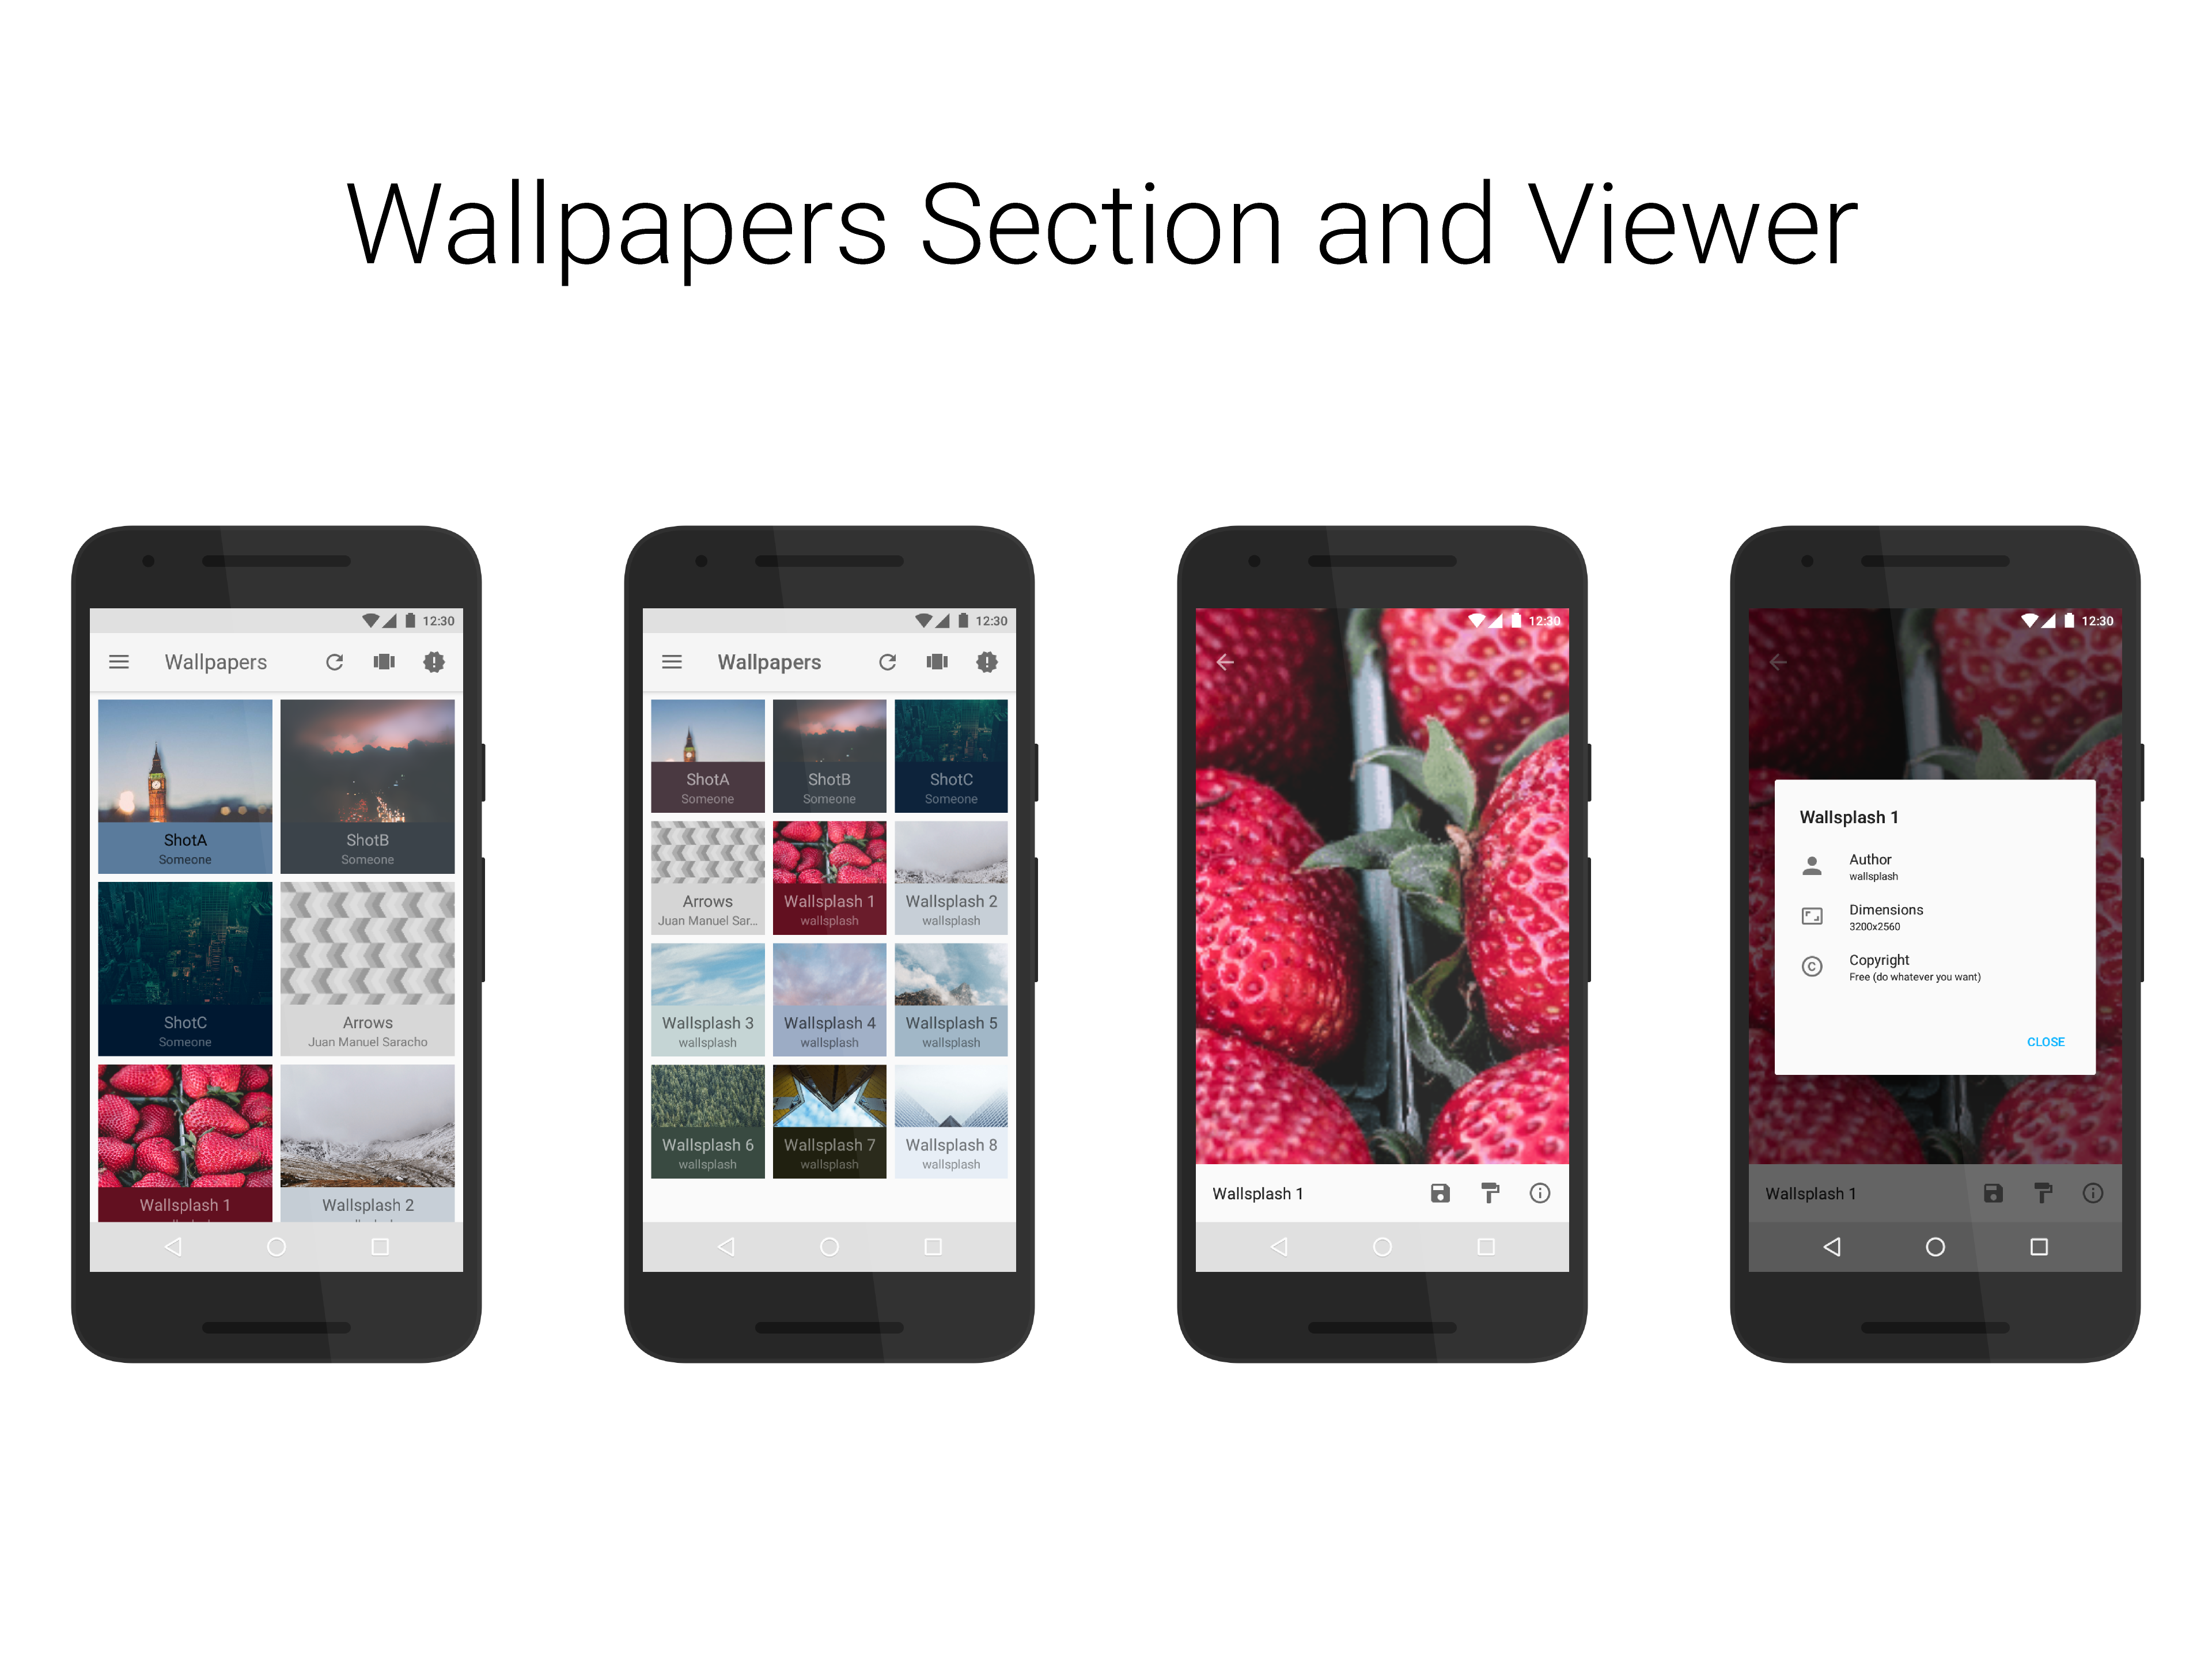 Wallpapers Section and Viewer
12:30
Wallpapers
ShotA
Someone
ShotB
Someone
ShotC
Someone
Arrows
Juan Manuel Saracho
Wallsplash 1
Wallsplash 2
12:30
Wallpapers
ShotA
Someone
ShotB
Someone
ShotC
Someone
Arrows
Juan Manuel Sar...
Wallsplash 1
wallsplash
Wallsplash 2
wallsplash
Wallsplash 3
wallsplash
Wallsplash 4
wallsplash
Wallsplash 5
wallsplash
Wallsplash 6
wallsplash
Wallsplash 7
wallsplash
Wallsplash 8
wallsplash
12:30
Wallsplash 1
12:30
Wallsplash 1
Author
wallsplash
Dimensions
3200x2560
Copyright
Free (do whatever you want)
CLOSE
Wallsplash 1